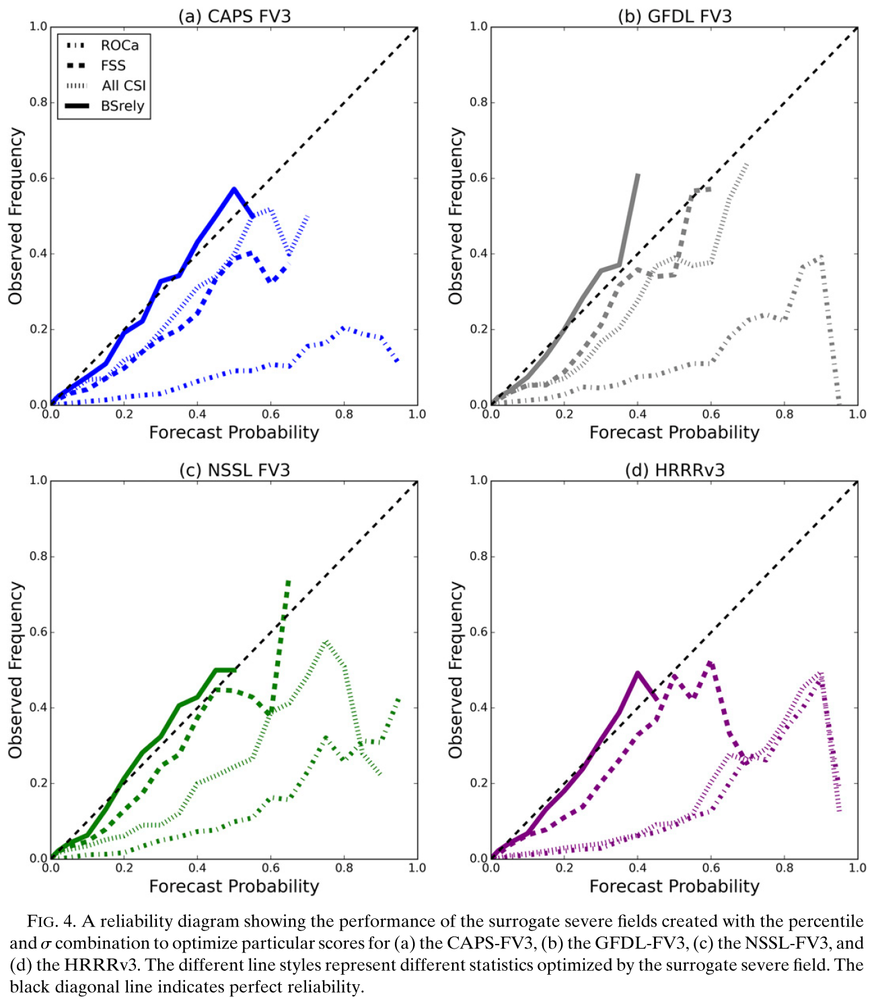 (a) CAPS FV3
1.0
0.8
0.6
0.4
0.2
0.0
Observed Frequency
ROCa
FSS
All CSI
BSrely
0.0 0.2 0.4 0.6 0.8 1.0
Forecast Probability
(b) GFDL FV3
1.0
0.8
0.6
0.4
0.2
0.0
Observed Frequency
0.0 0.2 0.4 0.6 0.8 1.0
Forecast Probability
(c) NSSL FV3
1.0
0.8
0.6
0.4
0.2
0.0
Observed Frequency
0.0 0.2 0.4 0.6 0.8 1.0
Forecast Probability
(d) HRRRv3
1.0
0.8
0.6
0.4
0.2
0.0
Observed Frequency
0.0 0.2 0.4 0.6 0.8 1.0
Forecast Probability
FIG. 4. A reliability diagram showing the performance of the surrogate severe fields created with the percentile
and σ combination to optimize particular scores for (a) the CAPS-FV3, (b) the GFDL-FV3, (c) the NSSL-FV3, and
(d) the HRRRv3. The different line styles represent different statistics optimized by the surrogate severe field. The
black diagonal line indicates perfect reliability.